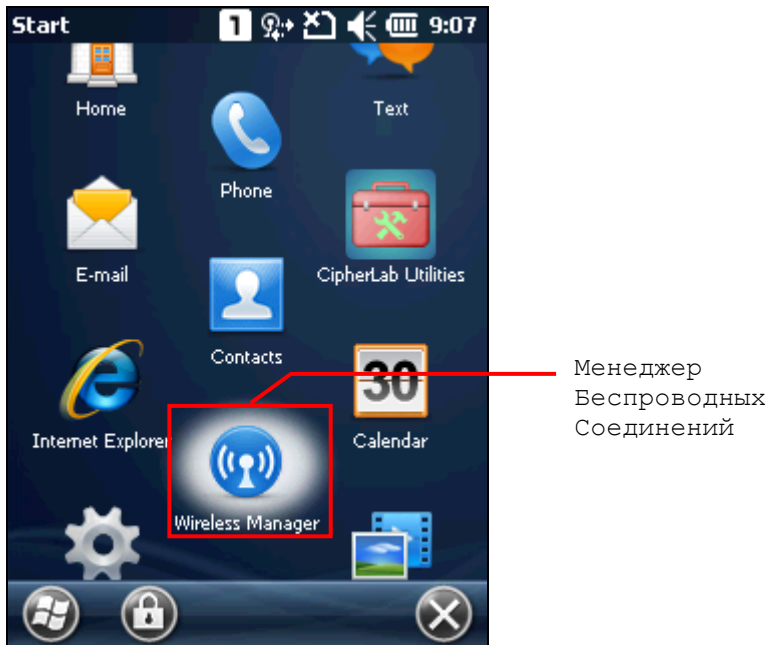 Start 1 9:07
Home
Text
Phone
E-mail
CipherLab Utilities
Contacts
30
Internet Explorer
Calendar
Wireless Manager
Менеджер
Беспроводных
Соединений